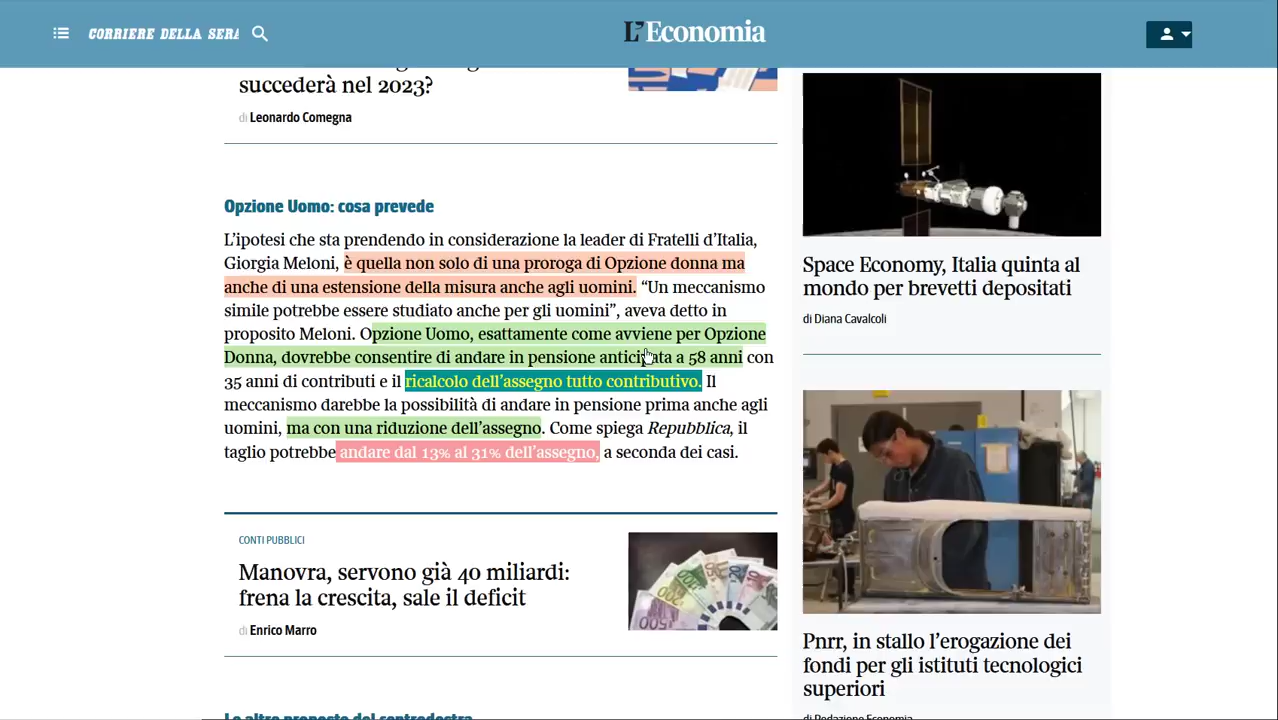 CORRIERE DELLA SERA
L'Economia
succederà nel 2023?
di Leonardo Comegna
Opzione Uomo: cosa prevede
L'ipotesi che sta prendendo in considerazione la leader di Fratelli d'Italia,
Giorgia Meloni, è quella non solo di una proroga di Opzione donna ma
anche di una estensione della misura anche agli uomini. “Un meccanismo
simile potrebbe essere studiato anche per gli uomini”, aveva detto in
proposito Meloni. Opzione Uomo, esattamente come avviene per Opzione
Donna, dovrebbe consentire di andare in pensione anticipata a 58 anni con
35 anni di contributi e il ricalcolo dell'assegno tutto contributivo. Il
meccanismo darebbe la possibilità di andare in pensione prima anche agli
uomini, ma con una riduzione dell'assegno. Come spiega Repubblica, il
taglio potrebbe andare dal 13% al 31% dell'assegno, a seconda dei casi.
CONTI PUBBLICI
Manovra, servono già 40 miliardi:
frena la crescita, sale il deficit
di Enrico Marro
Le altre proposte del centrodestra
Space Economy, Italia quinta al
mondo per brevetti depositati
di Diana Cavalcoli
Pnrr, in stallo l'erogazione dei
fondi per gli istituti tecnologici
superiori
di Redazione Economia